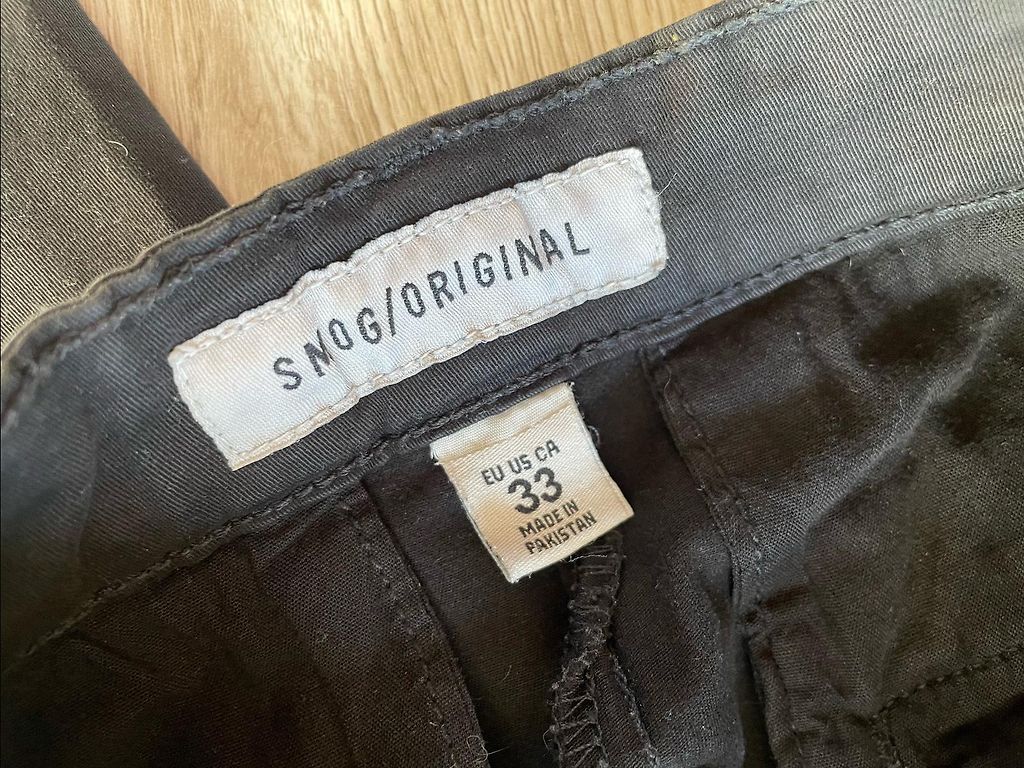 SMOG/ORIGINAL
EU US CA
33
MADE IN
PAKISTAN